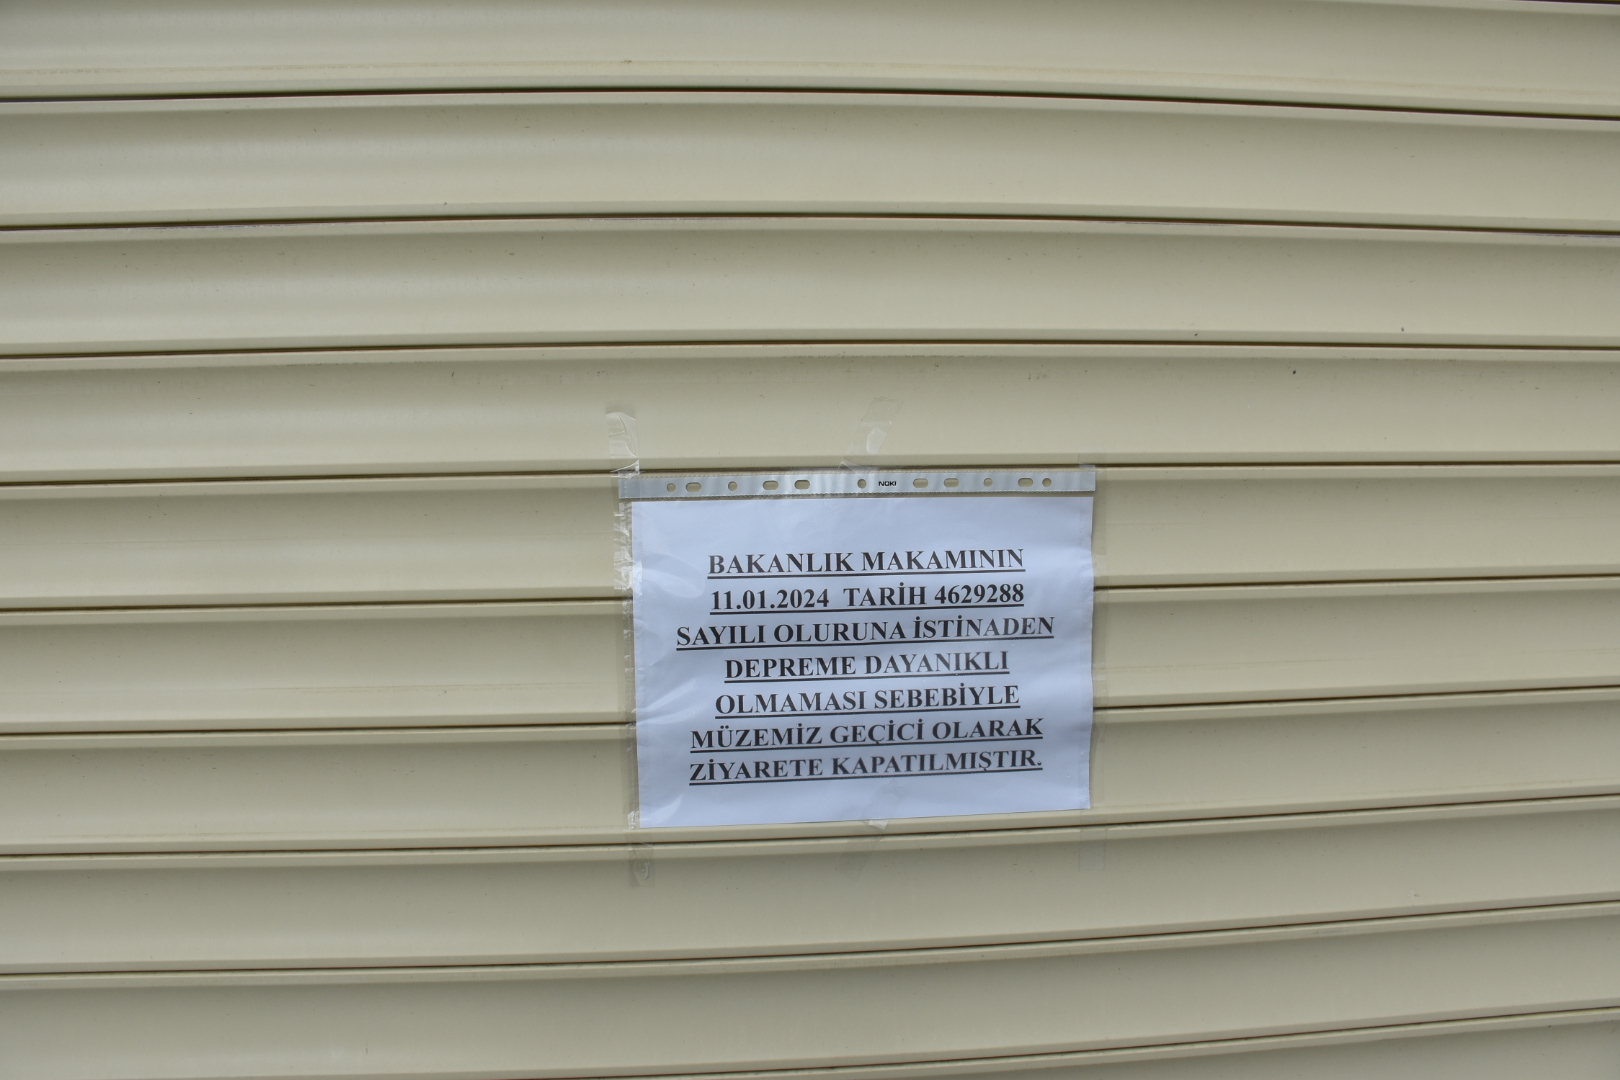 NOKI
BAKANLIK MAKAMININ
11.01.2024 TARİH 4629288
SAYILI OLURUNA İSTİNADEN
DEPREME DAYANIKLI
OLMAMASI SEBEBİYLE
MÜZEMİZ GEÇİCİ OLARAK
ZİYARETE KAPATILMIŞTIR.